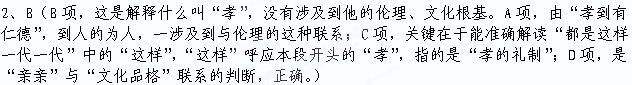 2、B（B项，这是解释什么叫“孝”，没有涉及到他的伦理、文化根基。A项，由“孝到有
仁德”，到人的为人，一涉及到与伦理的这种联系；C项，关键在于能准确解读“都是这样
一代一代”中的“这样”，“这样”呼应本段开头的“孝”，指的是“孝的礼制”；D项，是
“亲亲”与“文化品格”联系的判断，正确。）